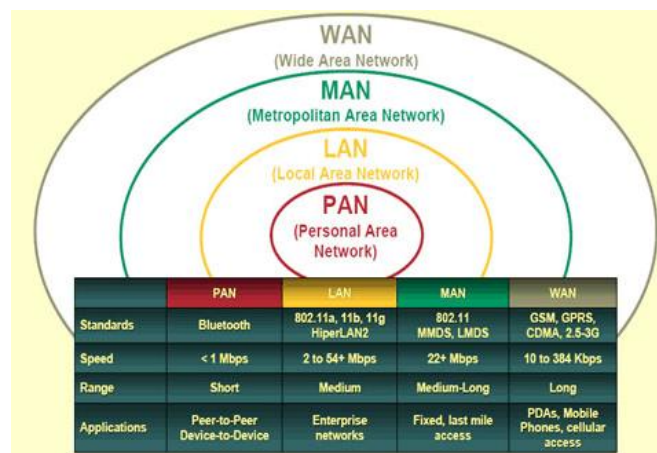 WAN
(Wide Area Network)
MAN
(Metropolitan Area Network)
LAN
(Local Area Network)
PAN
(Personal Area
Network)
PAN LAN MAN WAN
Standards Bluetooth 802.11a, 11b, 11g HiperLAN2 802.11 MMDS, LMDS GSM, GPRS, CDMA, 2.5-3G
Speed < 1 Mbps 2 to 54+ Mbps 22+ Mbps 10 to 384 Kbps
Range Short Medium Medium-Long Long
Applications Peer-to-Peer Device-to-Device Enterprise networks Fixed, last mile access PDAs, Mobile Phones, cellular access